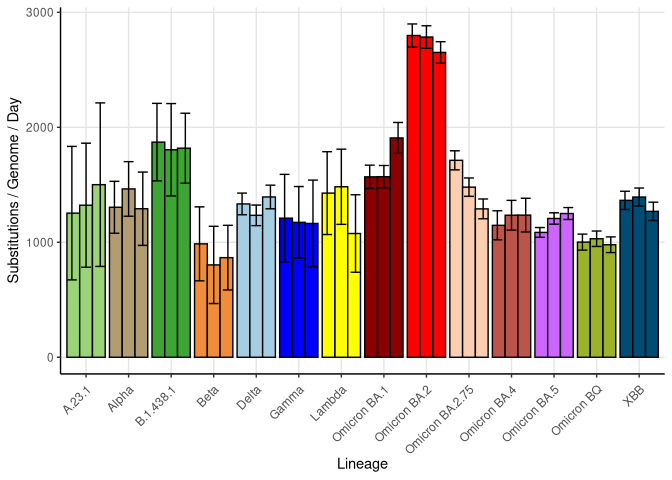 3000
2000
1000
0
Substitutions / Genome / Day
A.23.1
Alpha
B.1.438.1
Beta
Delta
Gamma
Lambda
Omicron BA.1
Omicron BA.2
Omicron BA.2.75
Omicron BA.4
Omicron BA.5
Omicron BQ
XBB
Lineage